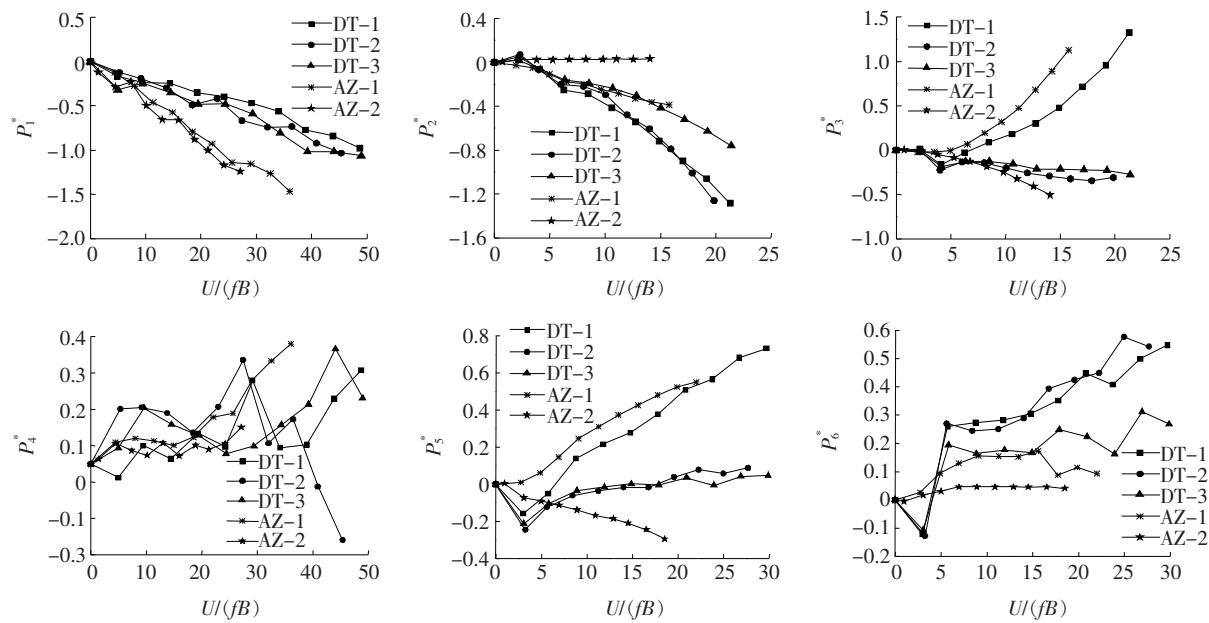 0.5
0
−0.5
−1.0
−1.5
−2.0
P₁*
DT−1
DT−2
DT−3
AZ−1
AZ−2
0 10 20 30 40 50
U/(fB)
0.4
0
−0.4
−0.8
−1.2
−1.6
P₂*
DT−1
DT−2
DT−3
AZ−1
AZ−2
0 5 10 15 20 25
U/(fB)
1.5
1.0
0.5
0
−0.5
−1.0
P₃*
DT−1
DT−2
DT−3
AZ−1
AZ−2
0 5 10 15 20 25
U/(fB)
0.4
0.3
0.2
0.1
0
−0.1
−0.3
P₄*
DT−1
DT−2
DT−3
AZ−1
AZ−2
0 10 20 30 40 50
U/(fB)
0.8
0.6
0.4
0.2
0
−0.2
−0.4
P₅*
DT−1
DT−2
DT−3
AZ−1
AZ−2
0 5 10 15 20 25 30
U/(fB)
0.6
0.5
0.4
0.3
0.2
0.1
0
0.1
−0.2
P₆*
DT−1
DT−2
DT−3
AZ−1
AZ−2
0 5 10 15 20 25 30
U/(fB)